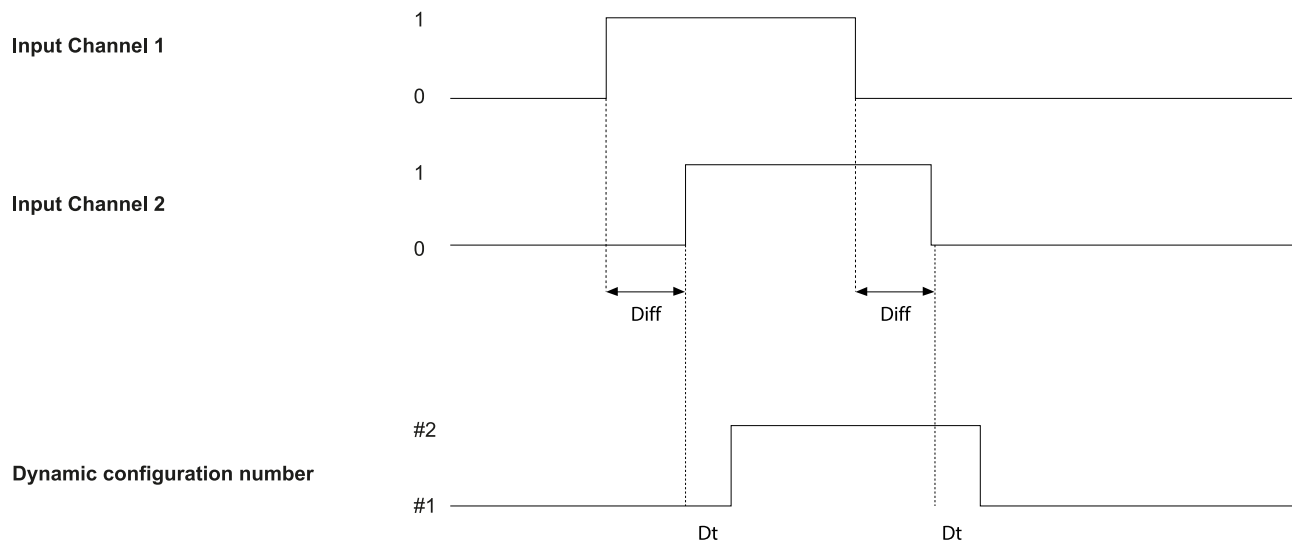 1
Input Channel 1
0
1
Input Channel 2
0
Diff Diff
#2
Dynamic configuration number
#1
Dt Dt